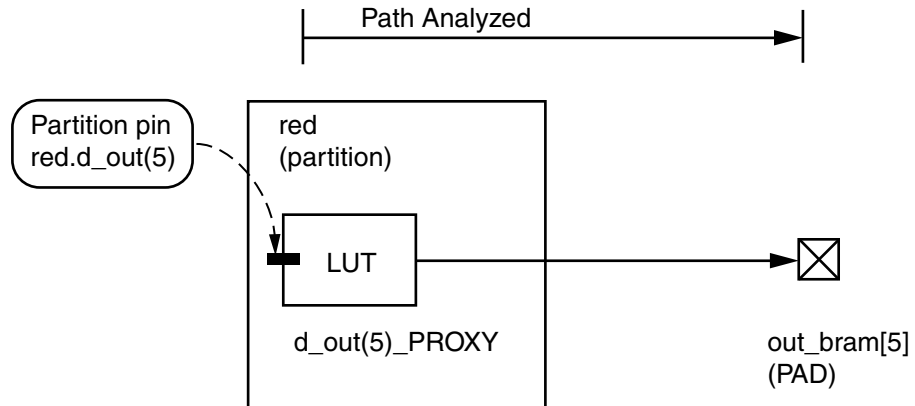 Path Analyzed
Partition pin
red.d_out(5)
red
(partition)
LUT
d_out(5)_PROXY
out_bram[5]
(PAD)